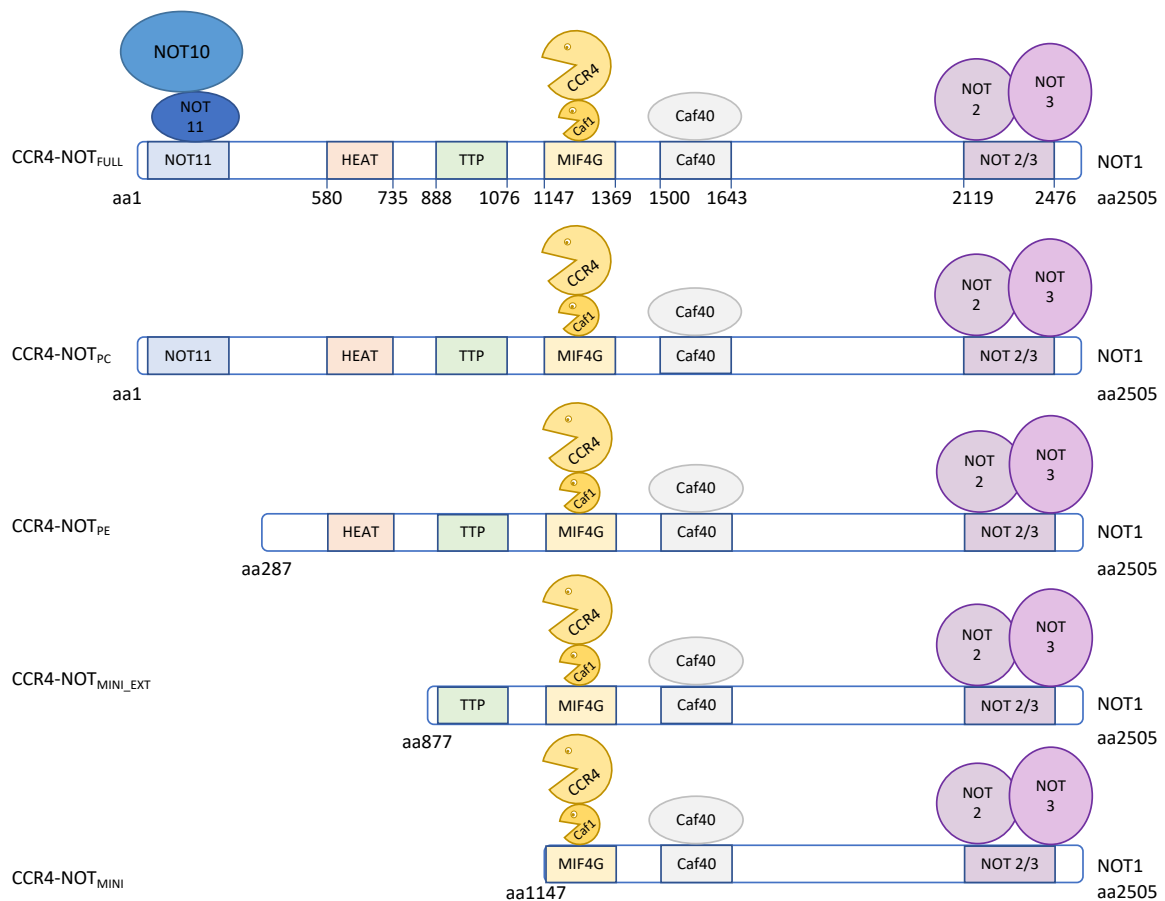 NOT10
NOT
11
CCR4
Caf1
Caf40
NOT
2
NOT
3
CCR4-NOTFULL
NOT11
HEAT
TTP
MIF4G
Caf40
NOT 2/3
NOT1
aa1
580
735
888
1076
1147
1369
1500
1643
2119
2476
aa2505
CCR4
Caf1
Caf40
NOT
2
NOT
3
CCR4-NOTPC
NOT11
HEAT
TTP
MIF4G
Caf40
NOT 2/3
NOT1
aa1
aa2505
CCR4
Caf1
Caf40
NOT
2
NOT
3
CCR4-NOTPE
HEAT
TTP
MIF4G
Caf40
NOT 2/3
NOT1
aa287
aa2505
CCR4
Caf1
Caf40
NOT
2
NOT
3
CCR4-NOTMINI_EXT
TTP
MIF4G
Caf40
NOT 2/3
NOT1
aa877
aa2505
CCR4
Caf1
Caf40
NOT
2
NOT
3
CCR4-NOTMINI
MIF4G
Caf40
NOT 2/3
NOT1
aa1147
aa2505